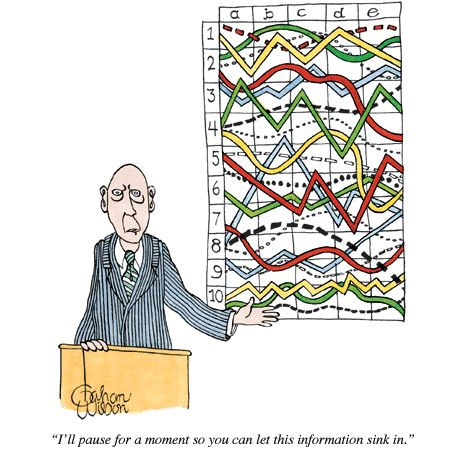 a b c d e
1
2
3
4
5
6
7
8
9
10
Gahan
Wilson
"I'll pause for a moment so you can let this information sink in."